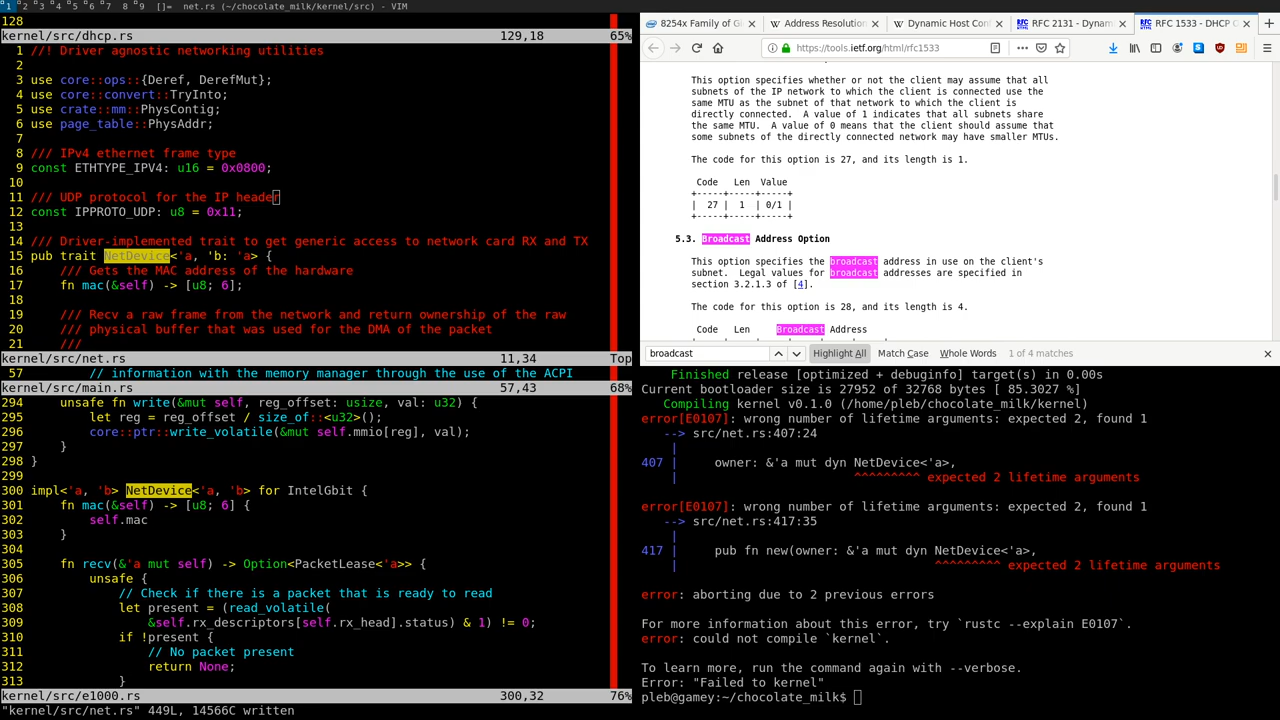 1 2 3 4 5 6 7 8 9 []= net.rs (~/chocolate_milk/kernel/src) - VIM
128
kernel/src/dhcp.rs 129,18 65%
1 //! Driver agnostic networking utilities
2
3 use core::ops::{Deref, DerefMut};
4 use core::convert::TryInto;
5 use crate::mm::PhysContig;
6 use page_table::PhysAddr;
7
8 /// IPv4 ethernet frame type
9 const ETHTYPE_IPV4: u16 = 0x0800;
10
11 /// UDP protocol for the IP header
12 const IPPROTO_UDP: u8 = 0x11;
13
14 /// Driver-implemented trait to get generic access to network card RX and TX
15 pub trait NetDevice<'a, 'b: 'a> {
16 /// Gets the MAC address of the hardware
17 fn mac(&self) -> [u8; 6];
18
19 /// Recv a raw frame from the network and return ownership of the raw
20 /// physical buffer that was used for the DMA of the packet
21 ///
kernel/src/net.rs 11,34 Top
57 // information with the memory manager through the use of the ACPI
kernel/src/main.rs 57,43 68%
294 unsafe fn write(&mut self, reg_offset: usize, val: u32) {
295 let reg = reg_offset / size_of::<u32>();
296 core::ptr::write_volatile(&mut self.mmio[reg], val);
297 }
298 }
299
300 impl<'a, 'b> NetDevice<'a, 'b> for IntelGbit {
301 fn mac(&self) -> [u8; 6] {
302 self.mac
303 }
304
305 fn recv(&'a mut self) -> Option<PacketLease<'a>> {
306 unsafe {
307 // Check if there is a packet that is ready to read
308 let present = (read_volatile(
309 &self.rx_descriptors[self.rx_head].status) & 1) != 0;
310 if !present {
311 // No packet present
312 return None;
313 }
kernel/src/e1000.rs 300,32 76%
"kernel/src/net.rs" 449L, 14566C written
8254x Family of Gi Address Resolution Dynamic Host Con RFC 2131 - Dynam RFC 1533 - DHCP O
https://tools.ietf.org/html/rfc1533
This option specifies whether or not the client may assume that all
subnets of the IP network to which the client is connected use the
same MTU as the subnet of that network to which the client is
directly connected. A value of 1 indicates that all subnets share
the same MTU. A value of 0 means that the client should assume that
some subnets of the directly connected network may have smaller MTUs.
The code for this option is 27, and its length is 1.
Code Len Value
+-----+-----+-----+
| 27 | 1 | 0/1 |
+-----+-----+-----+
5.3. Broadcast Address Option
This option specifies the broadcast address in use on the client's
subnet. Legal values for broadcast addresses are specified in
section 3.2.1.3 of [4].
The code for this option is 28, and its length is 4.
Code Len Broadcast Address
broadcast Highlight All Match Case Whole Words 1 of 4 matches
Finished release [optimized + debuginfo] target(s) in 0.00s
Current bootloader size is 27952 of 32768 bytes [ 85.3027 %]
Compiling kernel v0.1.0 (/home/pleb/chocolate_milk/kernel)
error[E0107]: wrong number of lifetime arguments: expected 2, found 1
--> src/net.rs:407:24
|
407 | owner: &'a mut dyn NetDevice<'a>,
| ^^^^^^^^^ expected 2 lifetime arguments
error[E0107]: wrong number of lifetime arguments: expected 2, found 1
--> src/net.rs:417:35
|
417 | pub fn new(owner: &'a mut dyn NetDevice<'a>,
| ^^^^^^^^^ expected 2 lifetime arguments
error: aborting due to 2 previous errors
For more information about this error, try `rustc --explain E0107`.
error: could not compile `kernel`.
To learn more, run the command again with --verbose.
Error: "Failed to kernel"
pleb@gamey:~/chocolate_milk$